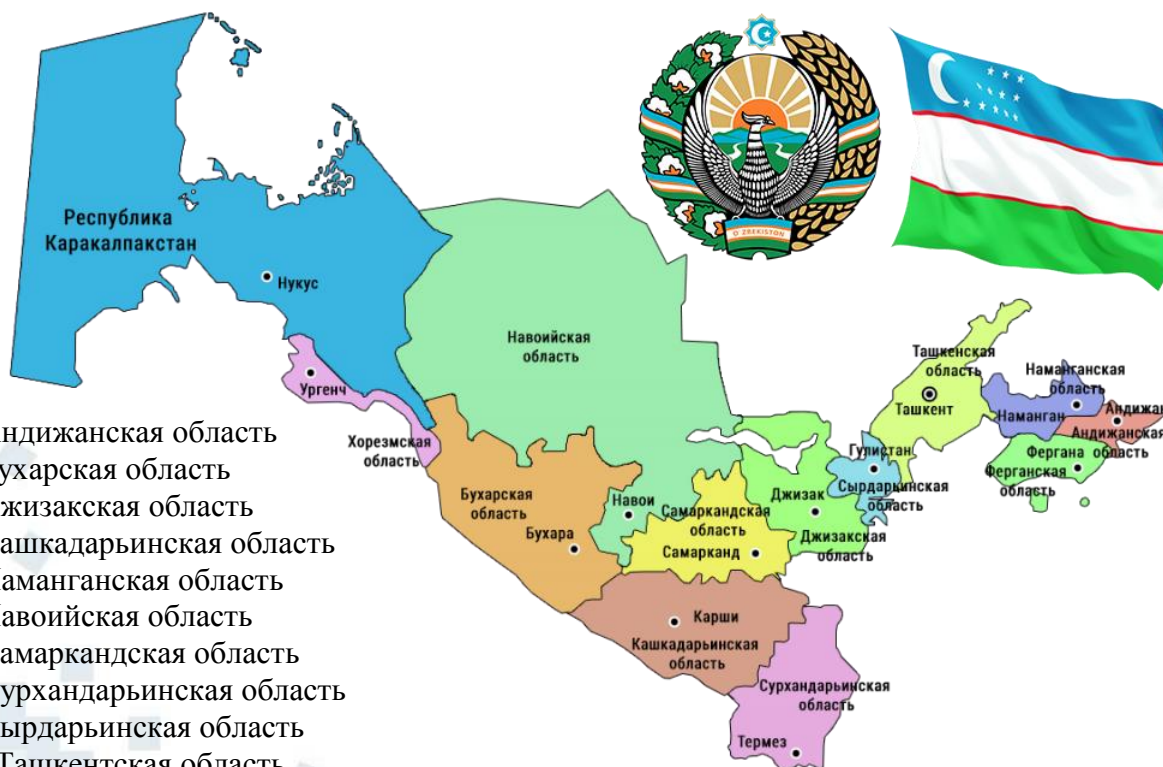 O'ZBEKISTON
Республика
Каракалпакстан
Нукус
Навоийская
область
Ургенч
Хорезмская
область
Ташкенская
область
Ташкент
Наманганская
область
Наманган
Андижан
Андижанская
область
Фергана
Ферганская
область
Гулистан
Сырдарьинская
область
Бухарская
область
Бухара
Навои
Самаркандская
область
Самарканд
Джизак
Джизакская
область
Карши
Кашкадарьинская
область
Сурхандарьинская
область
Термез
ндижанская область
ухарская область
жизакская область
ашкадарьинская область
аманганская область
авоийская область
амаркандская область
урхандарьинская область
ырдарьинская область
Ташкентская область